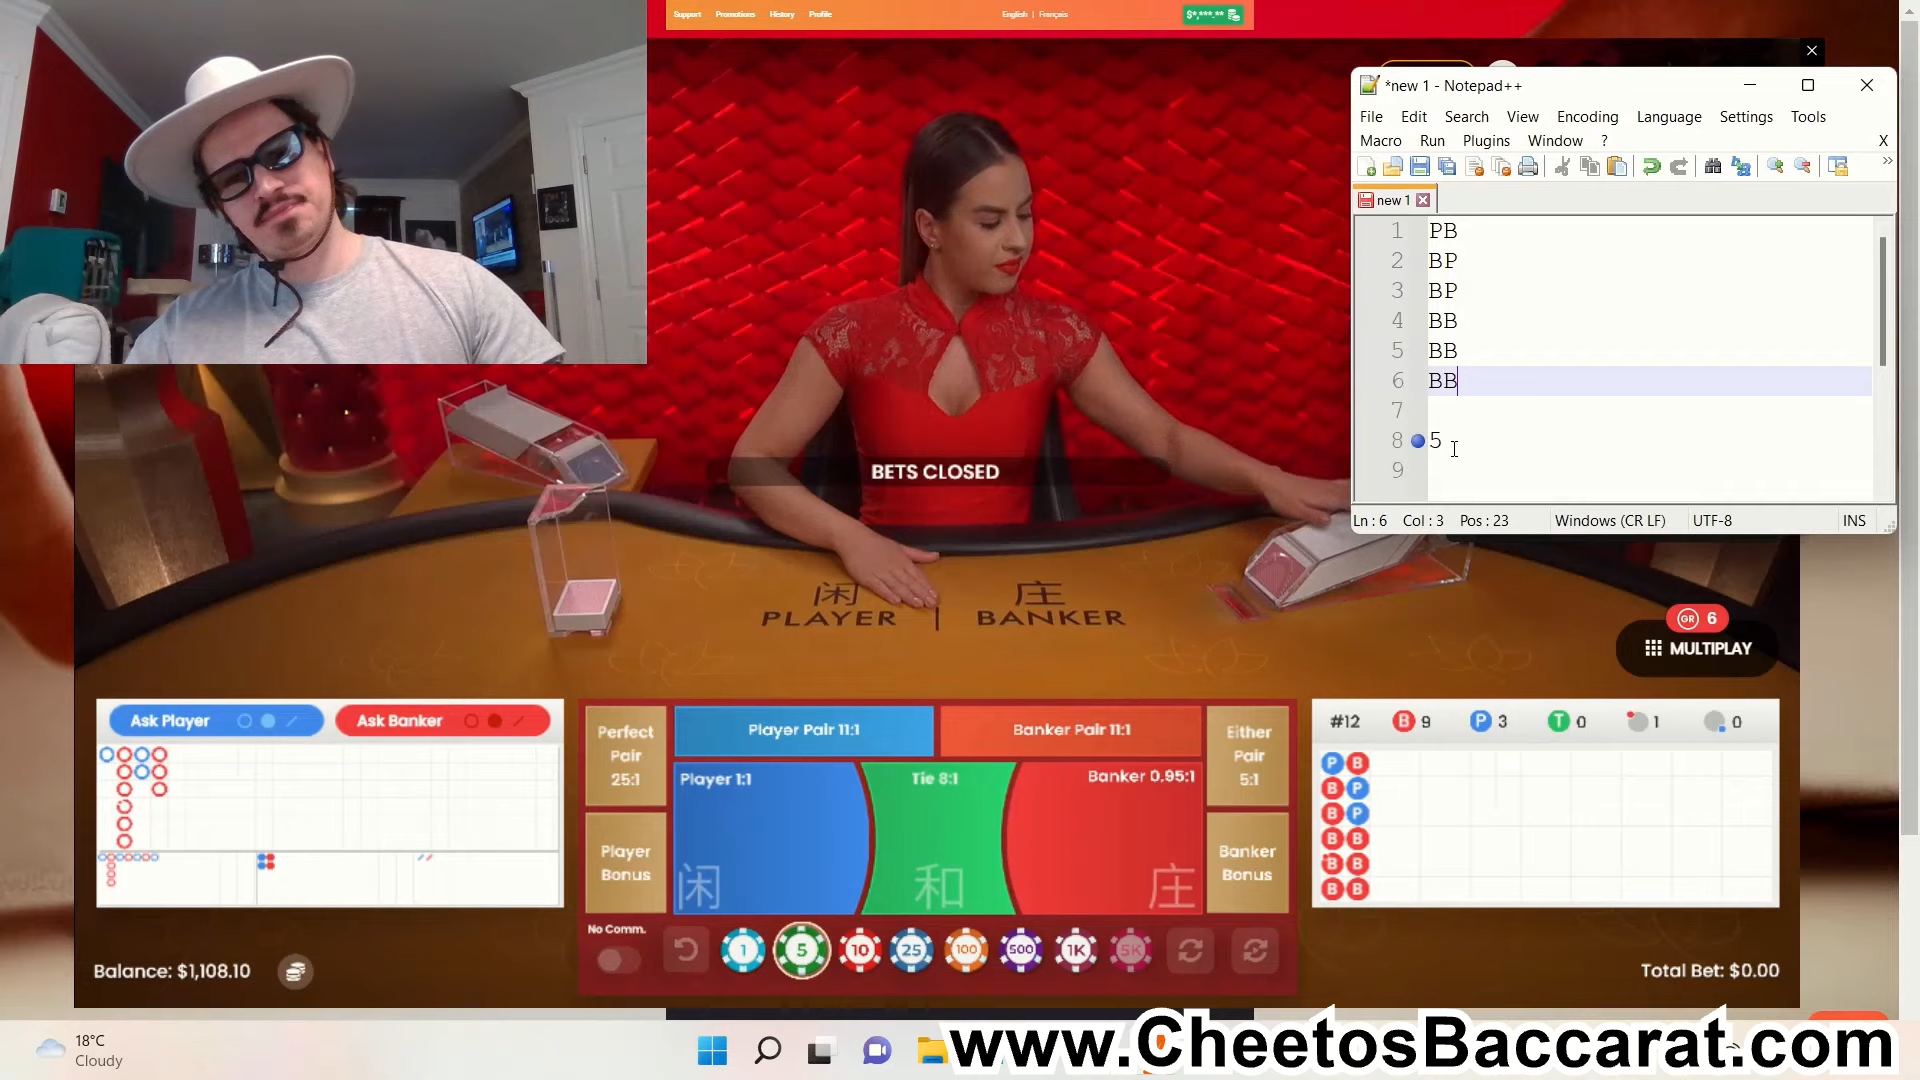 Support Promotions History Profile English | Français $*,***.**
*new 1 - Notepad++
File Edit Search View Encoding Language Settings Tools
Macro Run Plugins Window ? X
new 1
1 PB
2 BP
3 BP
4 BB
5 BB
6 BB
7
8 5
9
Ln : 6 Col : 3 Pos : 23 Windows (CR LF) UTF-8 INS
BETS CLOSED
闲 庄
PLAYER | BANKER
GR 6
MULTIPLAY
Ask Player Ask Banker
Perfect Pair 25:1
Player Pair 11:1
Banker Pair 11:1
Either Pair 5:1
Player 1:1
Tie 8:1
Banker 0.95:1
Player Bonus
闲
和
庄
Banker Bonus
No Comm.
1 5 10 25 100 500 1K 5K
#12 B 9 P 3 T 0 1 0
P B
B P
B P
B B
B B
B B
Balance: $1,108.10
Total Bet: $0.00
18°C
Cloudy
www.CheetosBaccarat.com